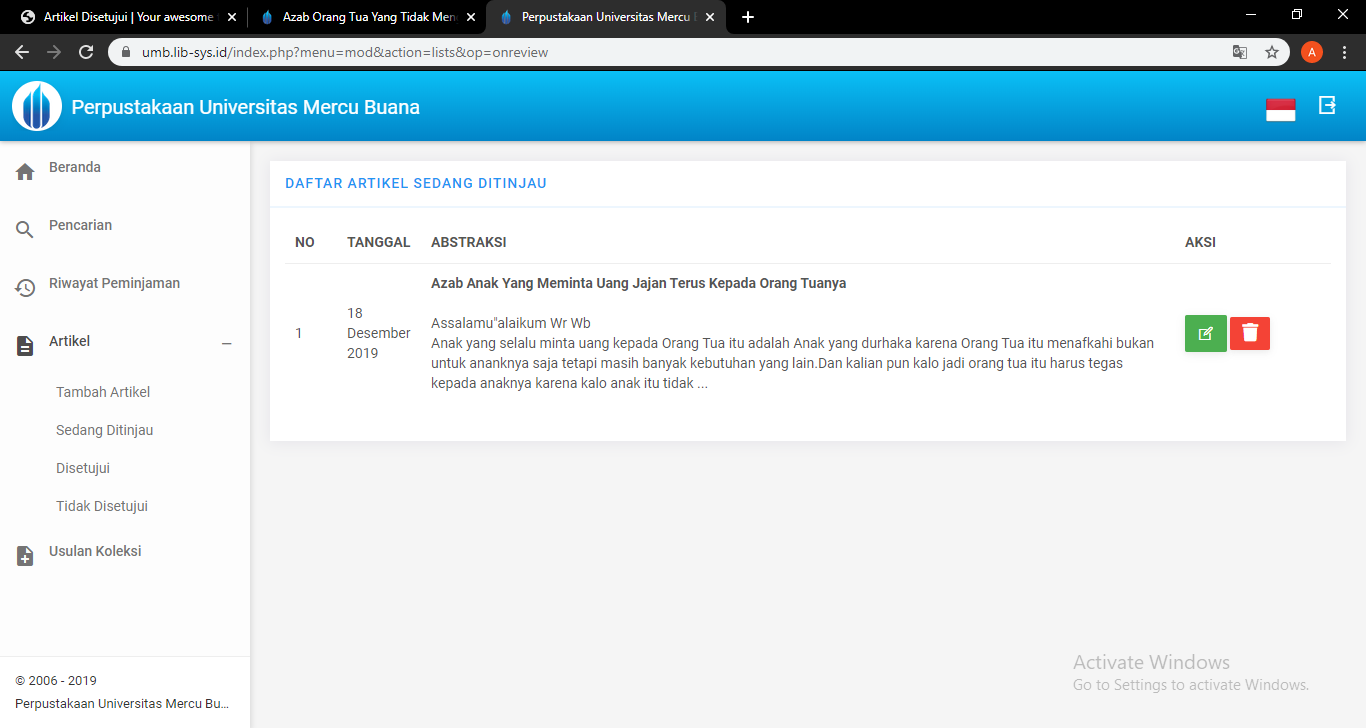 Artikel Disetujui | Your awesome
Azab Orang Tua Yang Tidak Men
Perpustakaan Universitas Mercu B
umb.lib-sys.id/index.php?menu=mod&action=lists&op=onreview
A
Perpustakaan Universitas Mercu Buana
Beranda
Pencarian
Riwayat Peminjaman
Artikel
Tambah Artikel
Sedang Ditinjau
Disetujui
Tidak Disetujui
Usulan Koleksi
© 2006 - 2019
Perpustakaan Universitas Mercu Bu...
DAFTAR ARTIKEL SEDANG DITINJAU
NO TANGGAL ABSTRAKSI AKSI
1
18
Desember
2019
Azab Anak Yang Meminta Uang Jajan Terus Kepada Orang Tuanya
Assalamu"alaikum Wr Wb
Anak yang selalu minta uang kepada Orang Tua itu adalah Anak yang durhaka karena Orang Tua itu menafkahi bukan
untuk ananknya saja tetapi masih banyak kebutuhan yang lain.Dan kalian pun kalo jadi orang tua itu harus tegas
kepada anaknya karena kalo anak itu tidak ...
Activate Windows
Go to Settings to activate Windows.